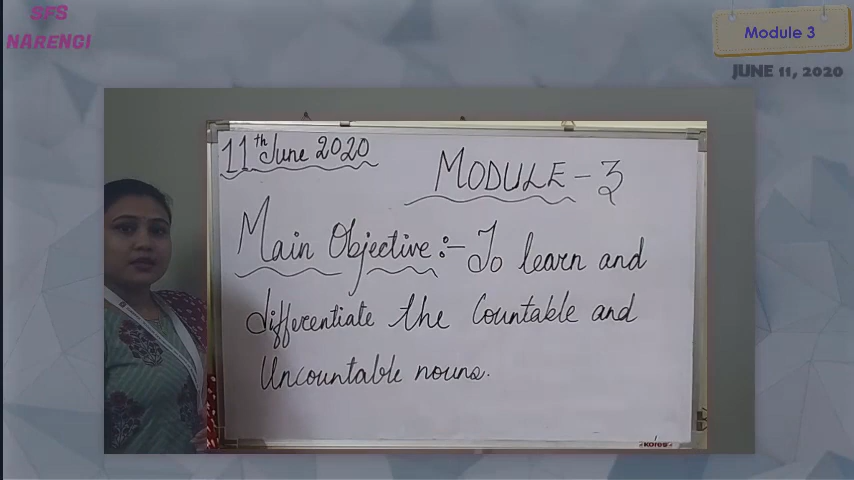 SFS
NARENGI
Module 3
JUNE 11, 2020
11th June 2020
MODULE - 3
Main Objective :- To learn and
differentiate the Countable and
Uncountable nouns.
Kores